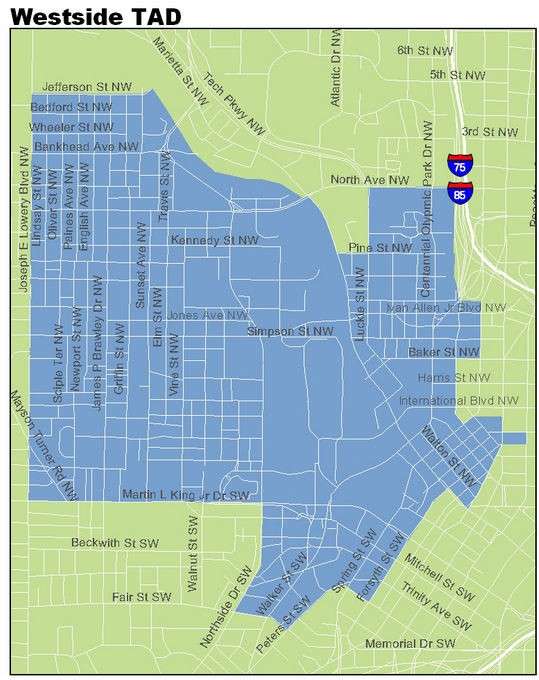 Westside TAD
Marietta St NW
Tech Pkwy NW
Atlantic Dr NW
6th St NW
5th St NW
Jefferson St NW
Bedford St NW
Wheeler St NW
Bankhead Ave NW
3rd St NW
75
85
North Ave NW
Centennial Olypmic Park Dr NW
Joseph E Lowery Blvd NW
Lindsay St NW
Oliver St NW
Paines Ave NW
English Ave NW
Travis St NW
Kennedy St NW
Pine St NW
Sunset Ave NW
Luckie St NW
Elm St NW
Jones Ave NW
Ivan Allen Jr Blvd NW
Simpson St NW
Sciple Ter NW
Newport St NW
James P Brawley Dr NW
Griffin St NW
Vine St NW
Baker St NW
Harris St NW
International Blvd NW
Mayson Turner Rd NW
Walton St NW
Martin L King Jr Dr SW
Beckwith St SW
Walnut St SW
Fair St SW
Northside Dr SW
Walker St SW
Peters St SW
Spring St SW
Forsyth St SW
Mitchell St SW
Trinity Ave SW
Memorial Dr SW